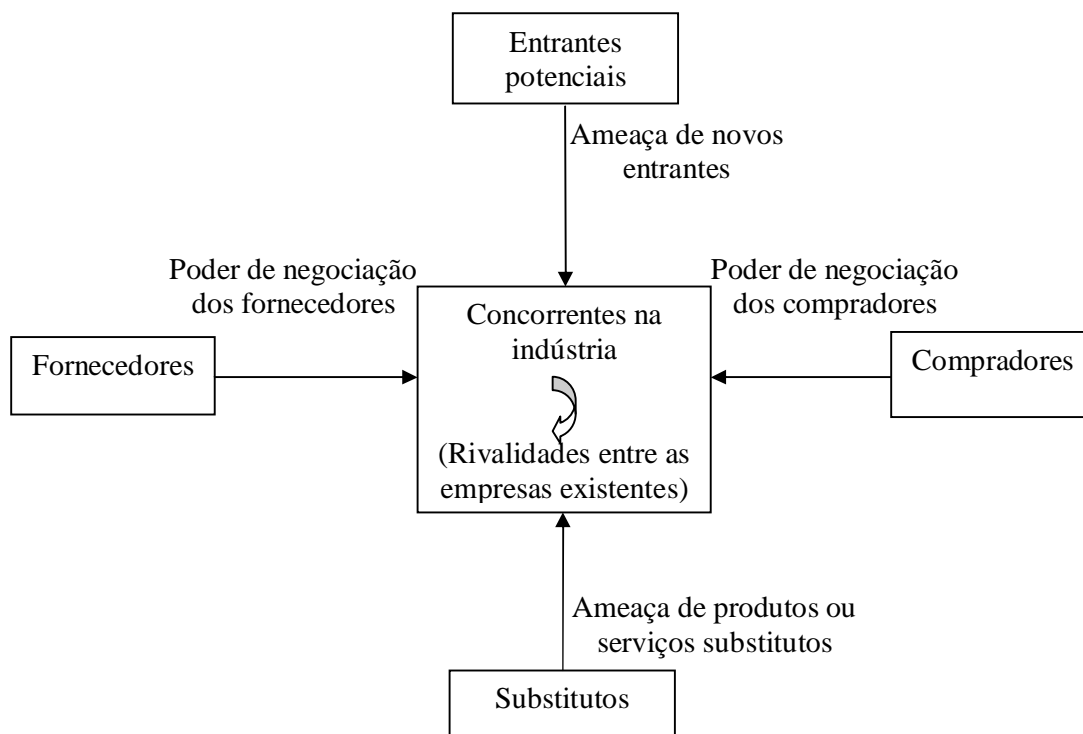 Entrantes
potenciais
Ameaça de novos
entrantes
Poder de negociação
dos fornecedores
Poder de negociação
dos compradores
Fornecedores
Concorrentes na
indústria
(Rivalidades entre as
empresas existentes)
Compradores
Ameaça de produtos ou
serviços substitutos
Substitutos